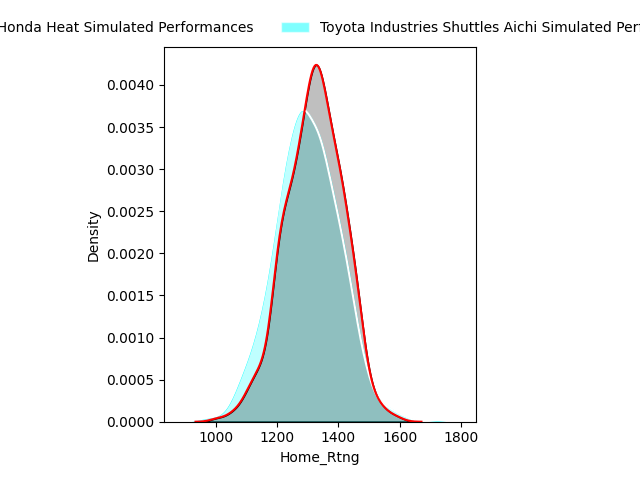 Honda Heat Simulated Performances
Toyota Industries Shuttles Aichi Simulated
0.0040
0.0035
0.0030
0.0025
0.0020
0.0015
0.0010
0.0005
0.0000
Density
1000 1200 1400 1600 1800
Home_Rtng